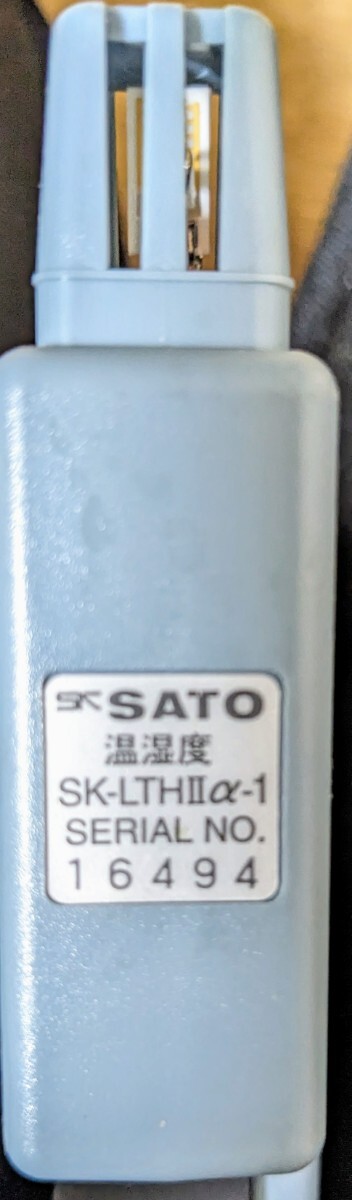 SK SATO
温湿度
SK-LTHⅡα-1
SERIAL NO.
16494